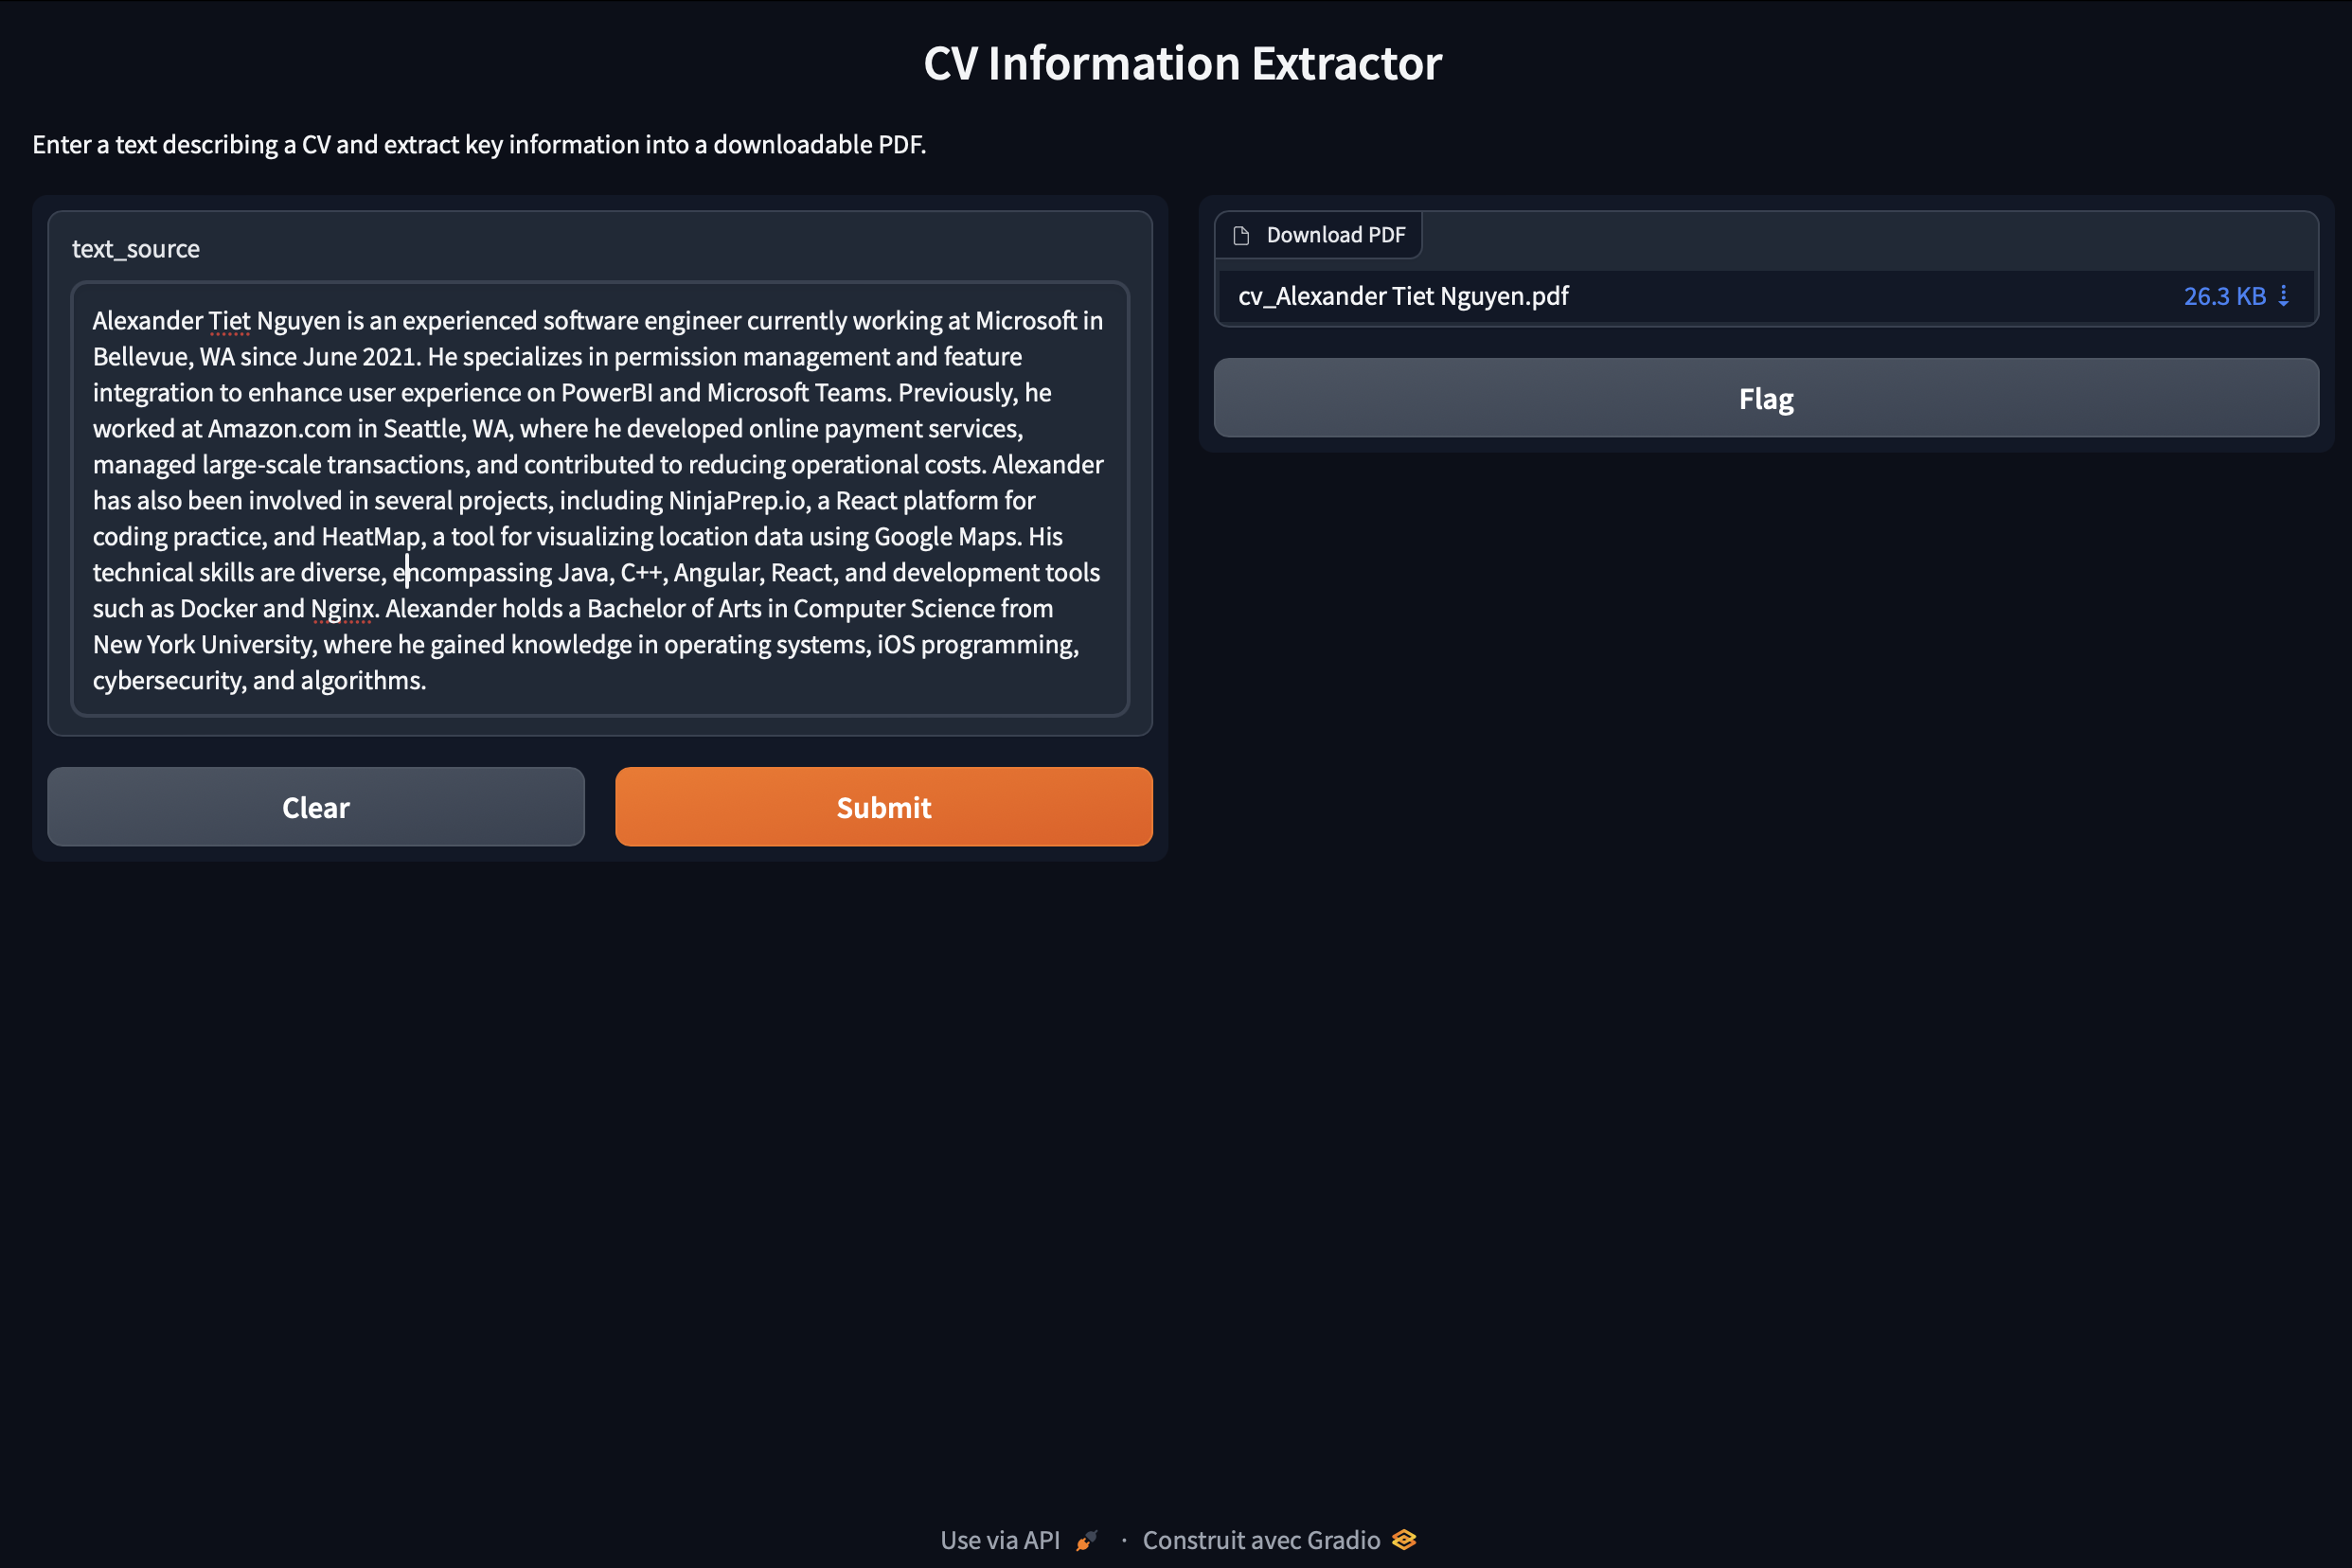 CV Information Extractor
Enter a text describing a CV and extract key information into a downloadable PDF.
text_source
Alexander Tiet Nguyen is an experienced software engineer currently working at Microsoft in
Bellevue, WA since June 2021. He specializes in permission management and feature
integration to enhance user experience on PowerBI and Microsoft Teams. Previously, he
worked at Amazon.com in Seattle, WA, where he developed online payment services,
managed large-scale transactions, and contributed to reducing operational costs. Alexander
has also been involved in several projects, including NinjaPrep.io, a React platform for
coding practice, and HeatMap, a tool for visualizing location data using Google Maps. His
technical skills are diverse, encompassing Java, C++, Angular, React, and development tools
such as Docker and Nginx. Alexander holds a Bachelor of Arts in Computer Science from
New York University, where he gained knowledge in operating systems, iOS programming,
cybersecurity, and algorithms.
Clear
Submit
Download PDF
cv_Alexander Tiet Nguyen.pdf
26.3 KB
Flag
Use via API · Construit avec Gradio